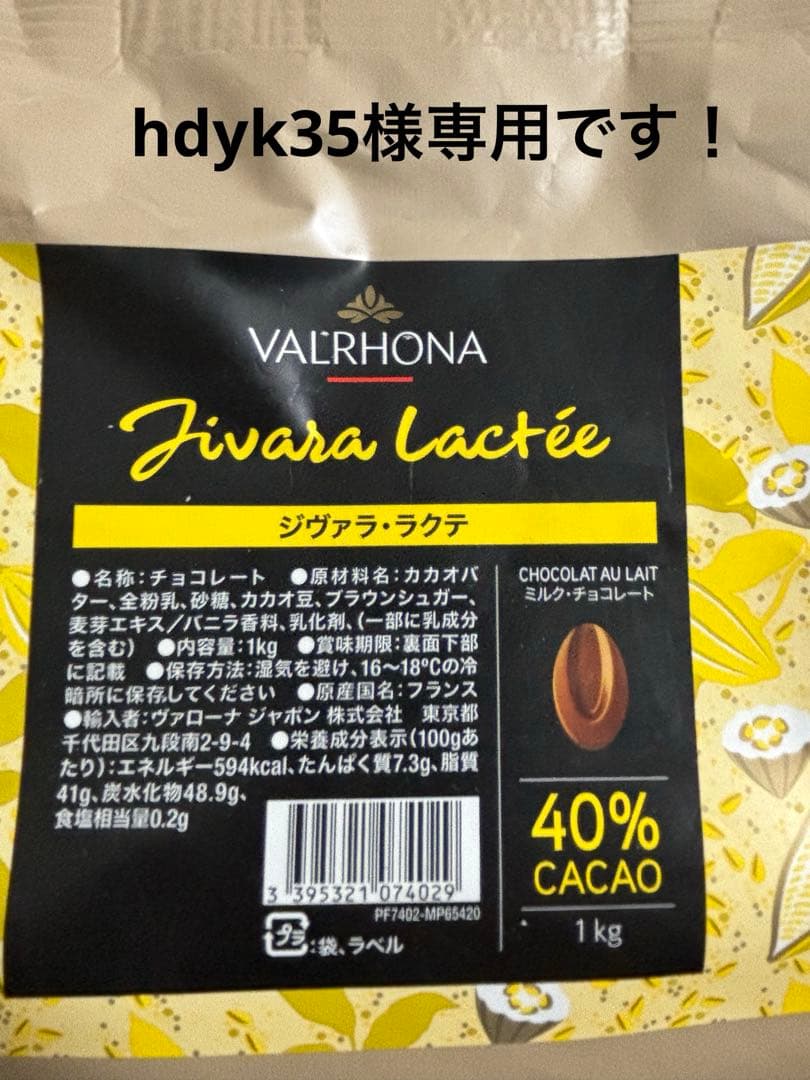 hdyk35様専用です！
VALRHONA
Jivara Lactée
ジヴァラ・ラクテ
●名称：チョコレート ●原材料名：カカオバ
ター、全粉乳、砂糖、カカオ豆、ブラウンシュガー、
麦芽エキス／バニラ香料、乳化剤、（一部に乳成分
を含む） ●内容量：1kg ●賞味期限：裏面下部
に記載 ●保存方法：湿気を避け、16〜18℃の冷
暗所に保存してください ●原産国名：フランス
●輸入者：ヴァローナ ジャポン 株式会社 東京都
千代田区九段南2-9-4 ●栄養成分表示（100gあ
たり）：エネルギー594kcal、たんぱく質7.3g、脂質
41g、炭水化物48.9g、
食塩相当量0.2g
3 395321 074029
PF7402-MP65420
プラ：袋、ラベル
CHOCOLAT AU LAIT
ミルク・チョコレート
40%
CACAO
1kg